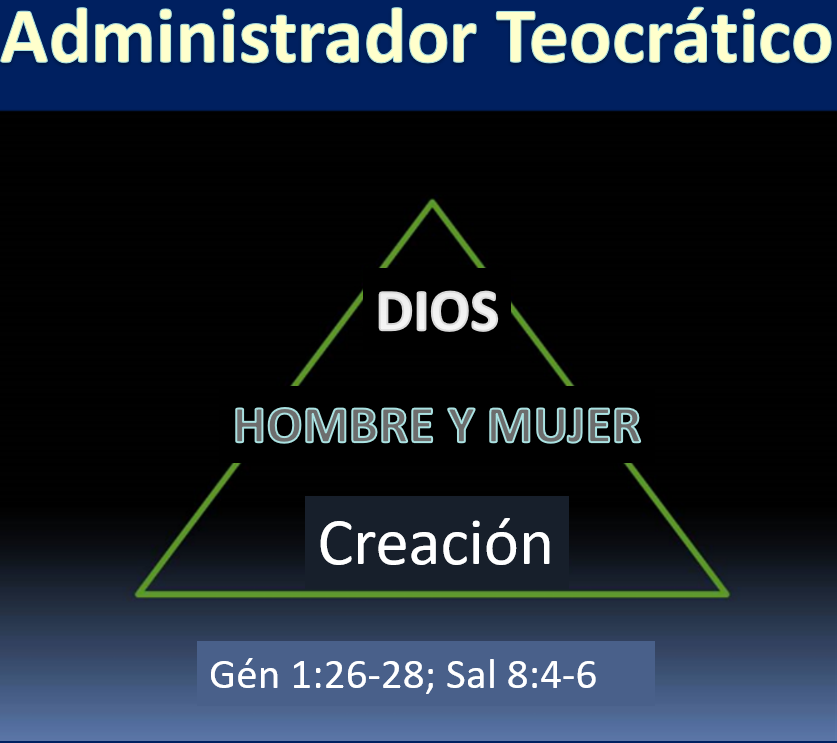 Administrador Teocrático
DIOS
HOMBRE Y MUJER
Creación
Gén 1:26-28; Sal 8:4-6